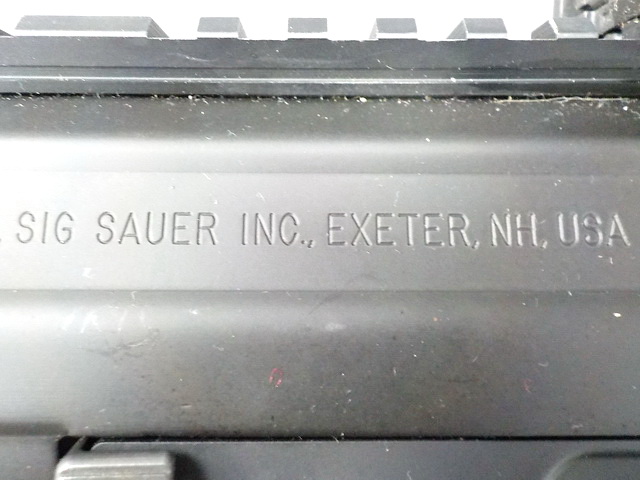 SIG SAUER INC., EXETER, NH, USA